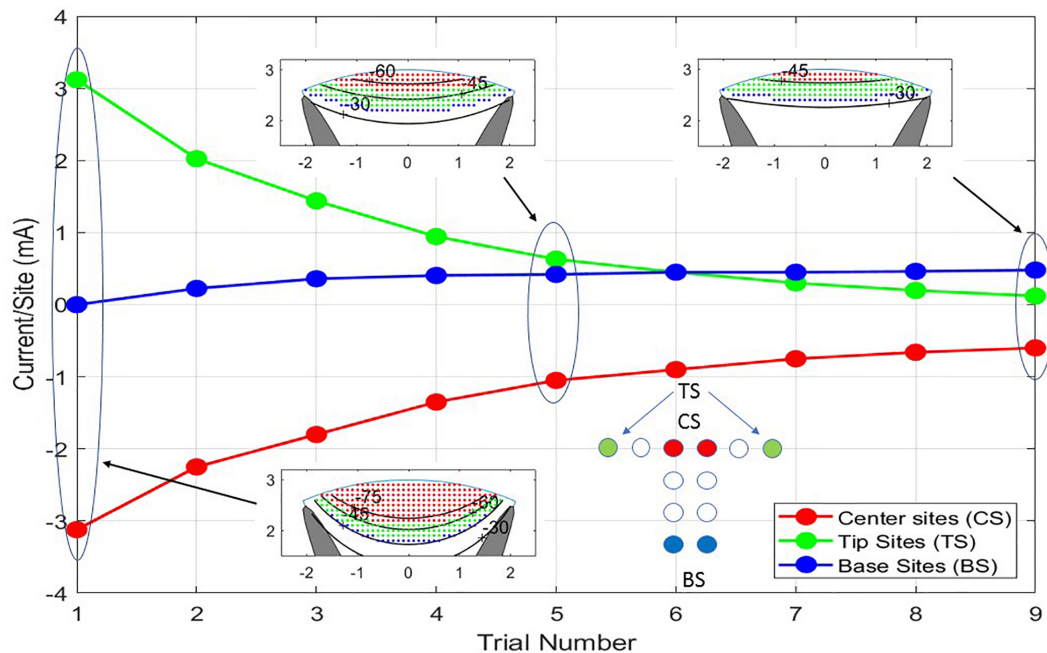 4
3
2
1
0
-1
-2
-3
-4
Current/Site (mA)
1 2 3 4 5 6 7 8 9
Trial Number
3
2
-60
-45
-30
-2 -1 0 1 2
3
2
-45
-30
-2 -1 0 1 2
3
2
-75
-60
-45
-30
-2 -1 0 1 2
TS
CS
BS
Center sites (CS)
Tip Sites (TS)
Base Sites (BS)